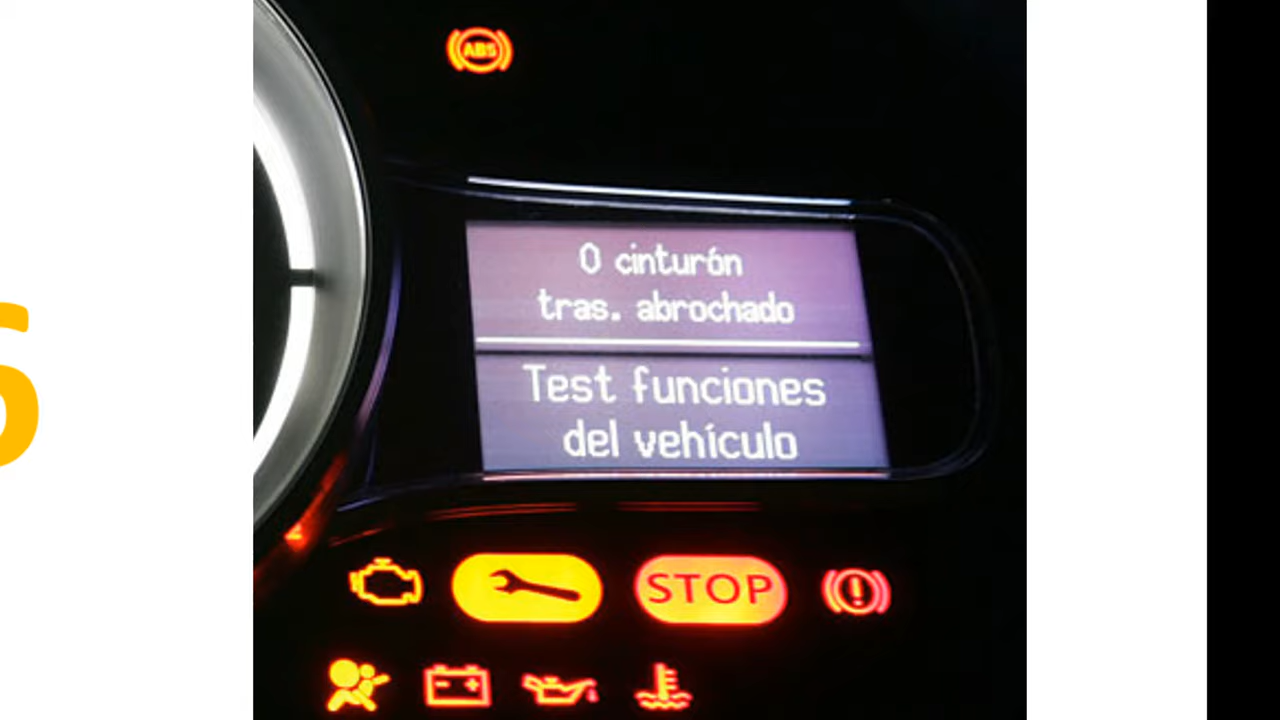 ABS
0 cinturón
tras. abrochado
Test funciones
del vehículo
STOP